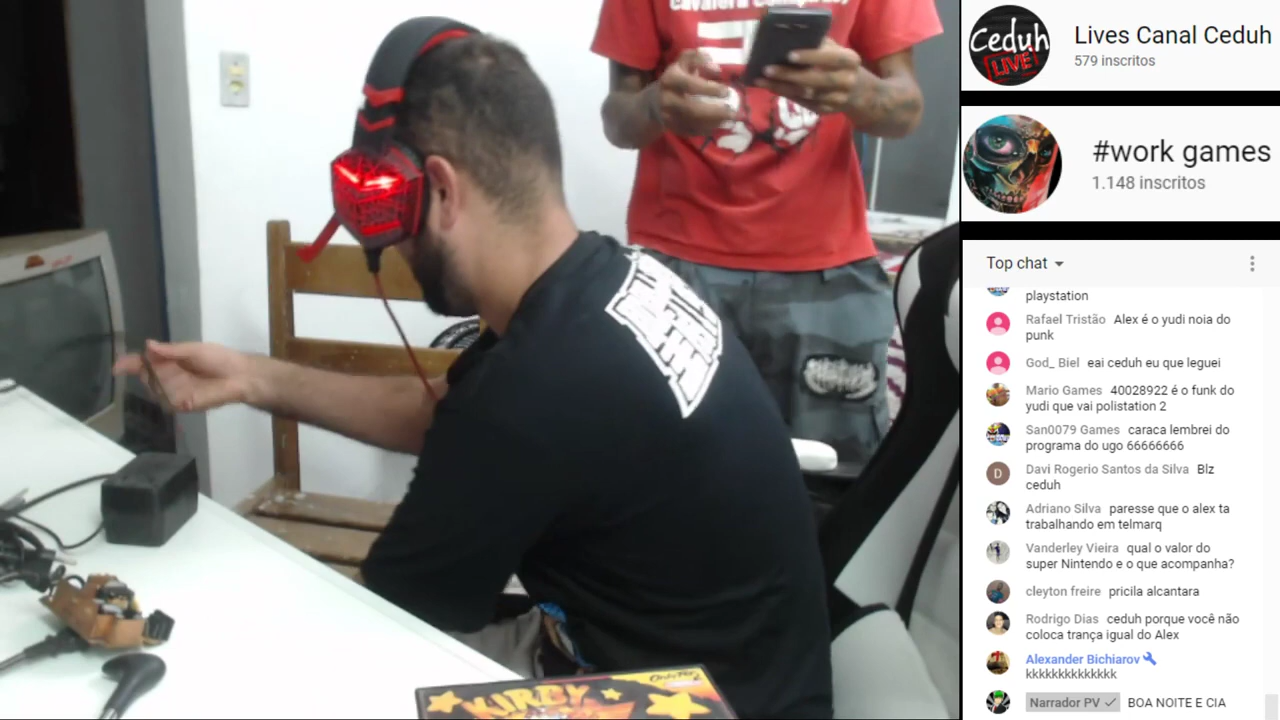 Cavalera Conspiracy
KIRBY
Ceduh
LIVE
Lives Canal Ceduh
579 inscritos
#work games
1.148 inscritos
Top chat
playstation
Rafael Tristão Alex é o yudi noia do
punk
God_ Biel eai ceduh eu que leguei
Mario Games 40028922 é o funk do
yudi que vai polistation 2
San0079 Games caraca lembrei do
programa do ugo 66666666
D Davi Rogerio Santos da Silva Blz
ceduh
Adriano Silva paresse que o alex ta
trabalhando em telmarq
Vanderley Vieira qual o valor do
super Nintendo e o que acompanha?
cleyton freire pricila alcantara
Rodrigo Dias ceduh porque você não
coloca trança igual do Alex
Alexander Bichiarov
kkkkkkkkkkkkkk
Narrador PV BOA NOITE E CIA